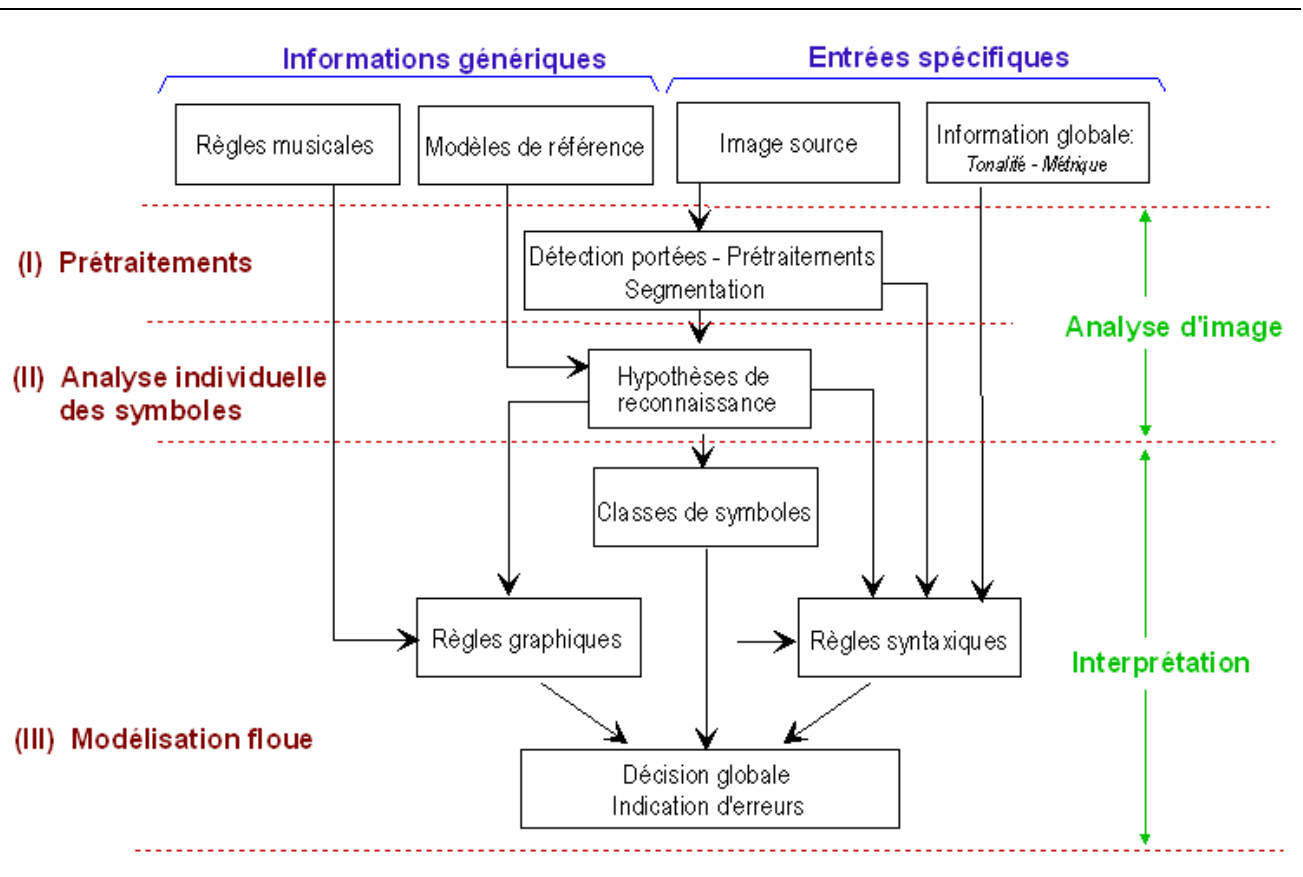 Informations génériques
Entrées spécifiques
Règles musicales
Modèles de référence
Image source
Information globale:
Tonalité - Métrique
(I) Prétraitements
Détection portées - Prétraitements
Segmentation
Analyse d'image
(II) Analyse individuelle
des symboles
Hypothèses de
reconnaissance
Classes de symboles
Règles graphiques
Règles syntaxiques
Interprétation
(III) Modélisation floue
Décision globale
Indication d'erreurs